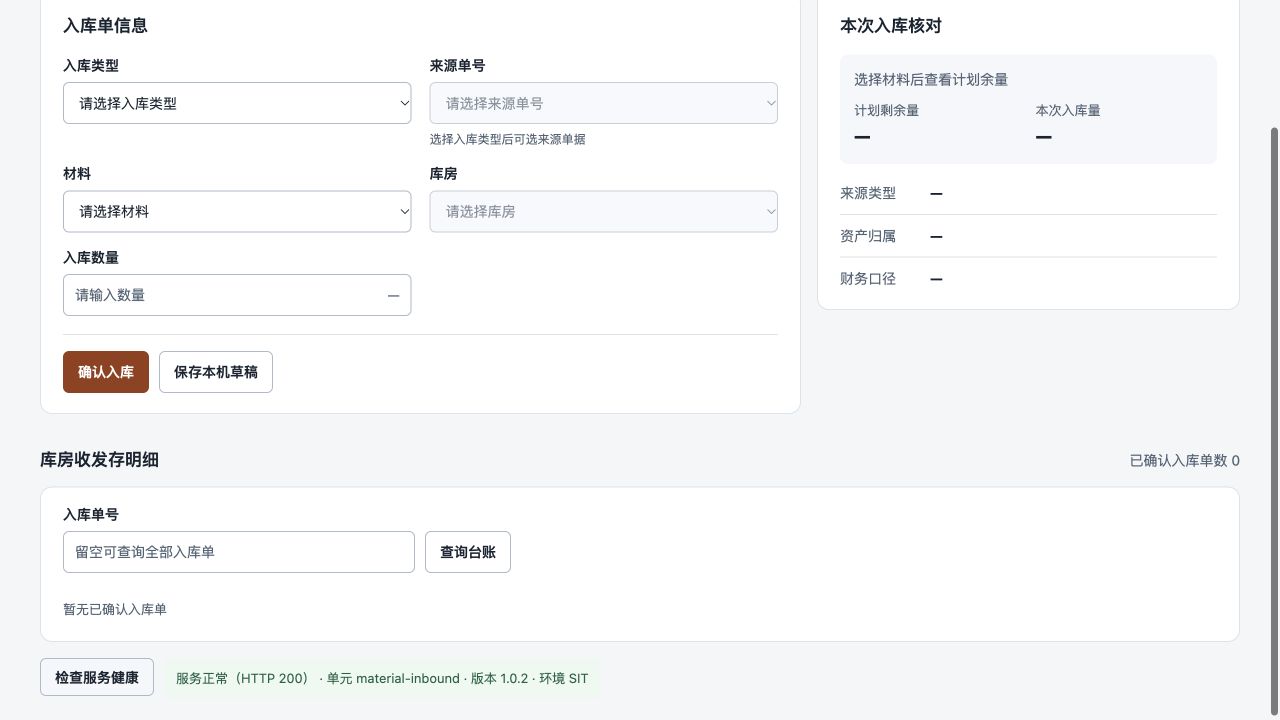 入库单信息
入库类型
来源单号
请选择入库类型
请选择来源单号
选择入库类型后可选来源单据
材料
库房
请选择材料
请选择库房
入库数量
请输入数量 —
确认入库
保存本机草稿
本次入库核对
选择材料后查看计划余量
计划剩余量
本次入库量
—
—
来源类型 —
资产归属 —
财务口径 —
库房收发存明细
已确认入库单数 0
入库单号
留空可查询全部入库单
查询台账
暂无已确认入库单
检查服务健康
服务正常（HTTP 200） · 单元 material-inbound · 版本 1.0.2 · 环境 SIT